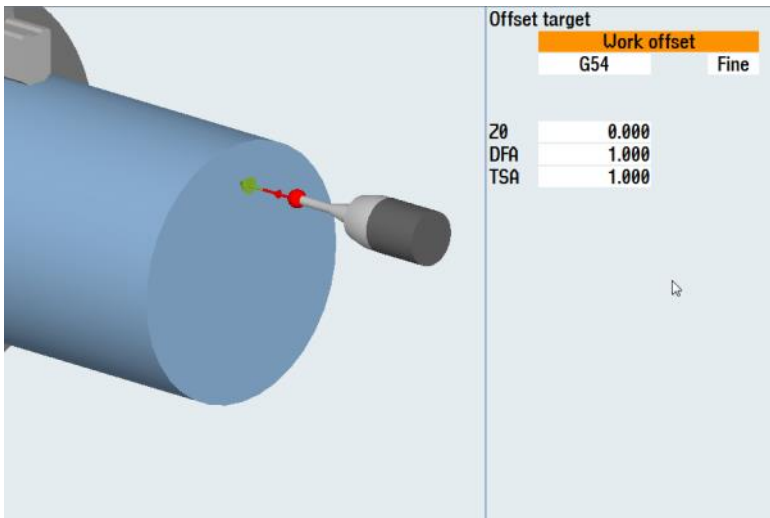 Offset target
Work offset
G54 Fine
Z0 0.000
DFA 1.000
TSA 1.000